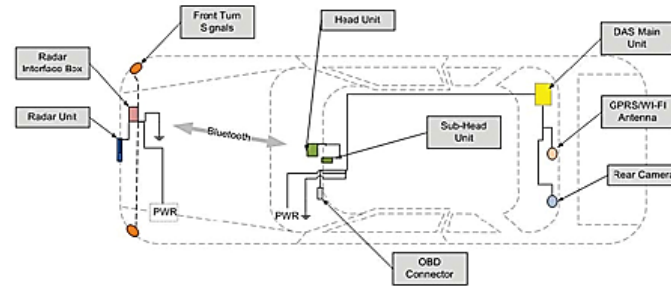 Front Turn
Signals
Head Unit
DAS Main
Unit
Radar
Interface Box
Radar Unit
GPRS/WI-FI
Antenna
Bluetooth
Sub-Head
Unit
Rear Camera
PWR
PWR
OBD
Connector